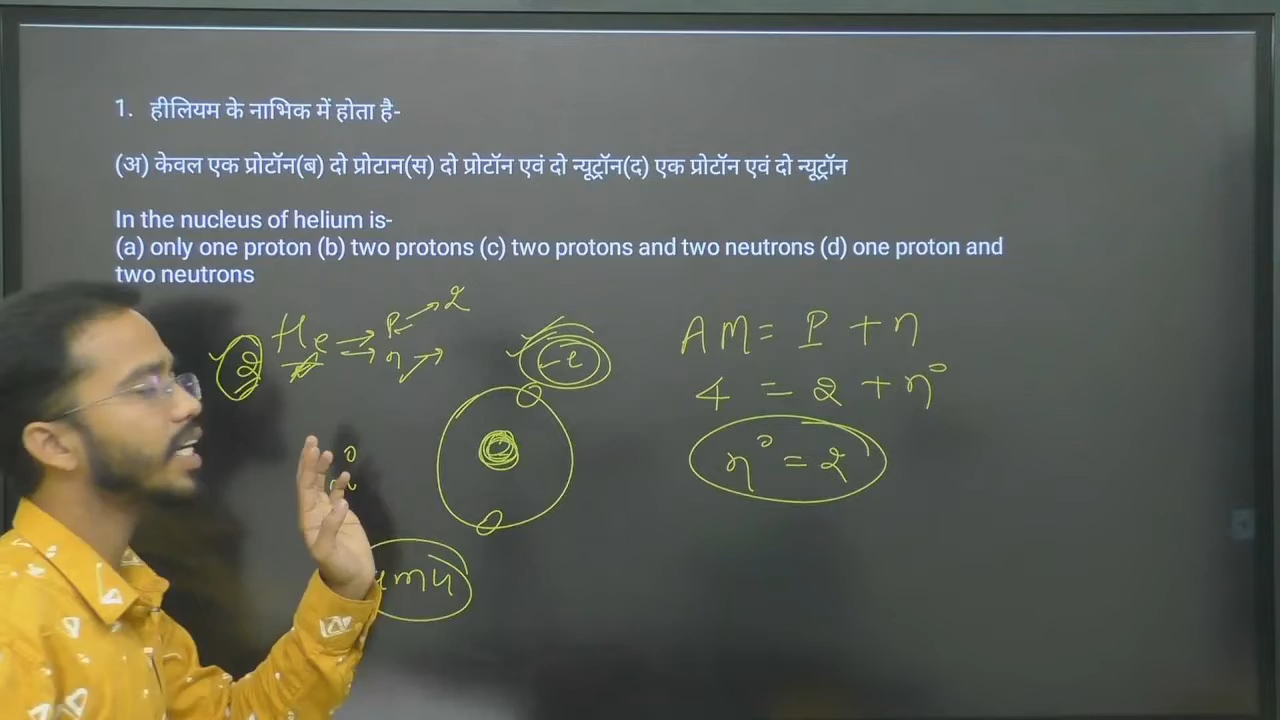 1. हीलियम के नाभिक में होता है-
(अ) केवल एक प्रोटॉन(ब) दो प्रोटान(स) दो प्रोटॉन एवं दो न्यूट्रॉन(द) एक प्रोटॉन एवं दो न्यूट्रॉन
In the nucleus of helium is-
(a) only one proton (b) two protons (c) two protons and two neutrons (d) one proton and
two neutrons
2 He → P → 2
→ n
-e
AM = P + n
4 = 2 + n°
n° = 2
amu